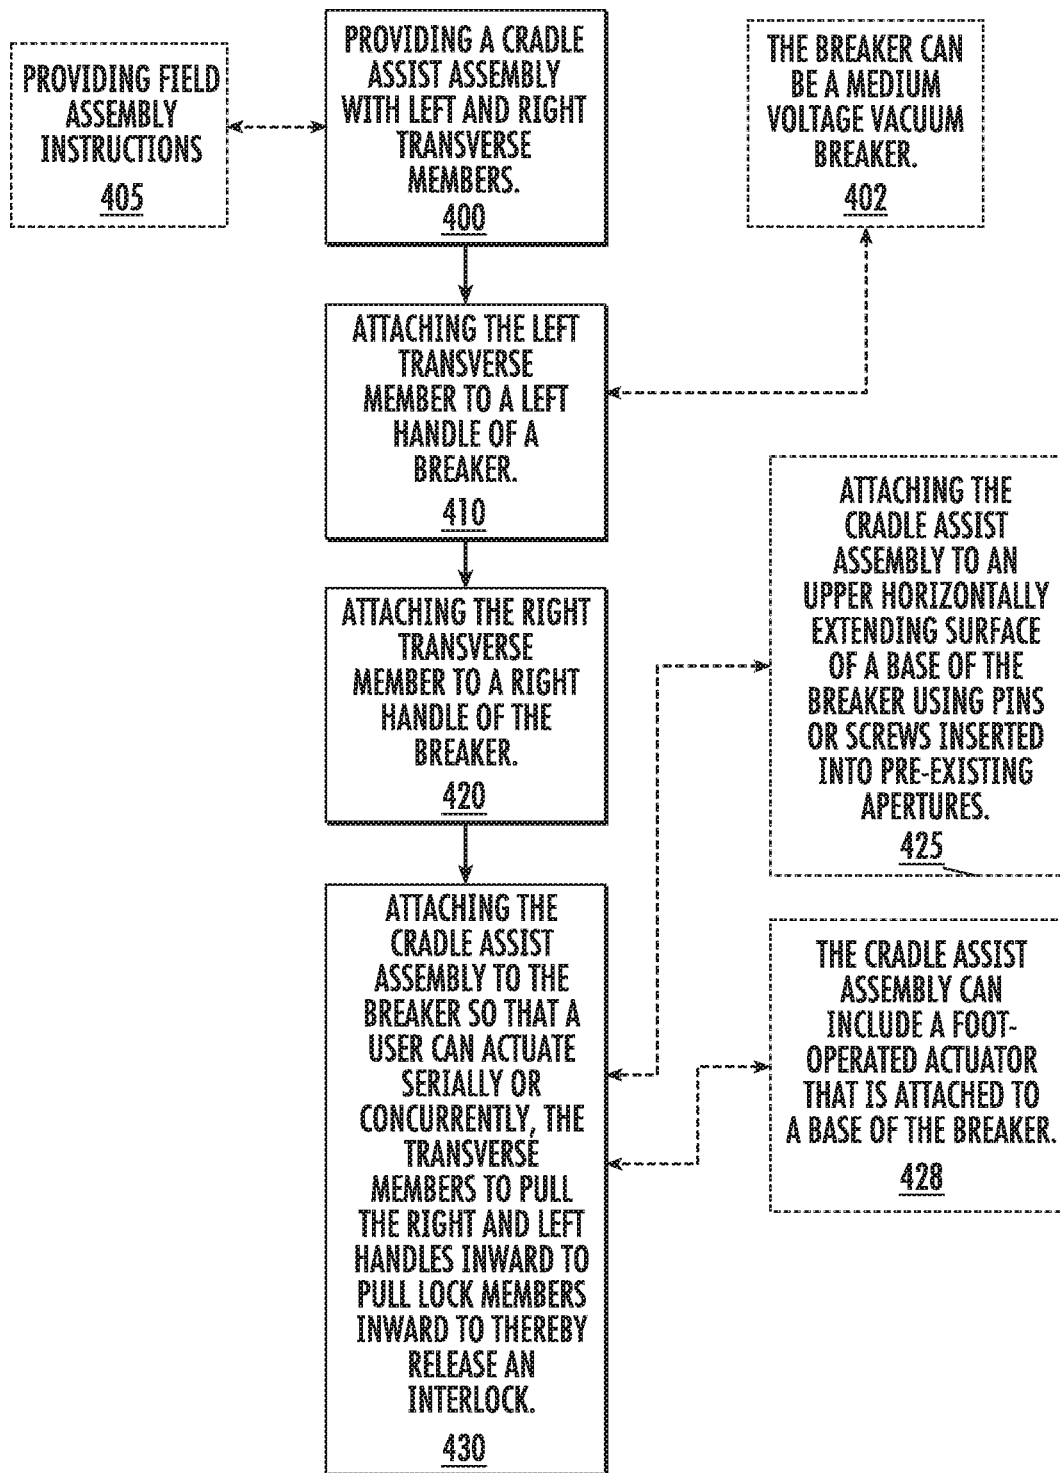 PROVIDING FIELD
ASSEMBLY
INSTRUCTIONS
405
PROVIDING A CRADLE
ASSIST ASSEMBLY
WITH LEFT AND RIGHT
TRANSVERSE
MEMBERS.
400
THE BREAKER CAN
BE A MEDIUM
VOLTAGE VACUUM
BREAKER.
402
ATTACHING THE LEFT
TRANSVERSE
MEMBER TO A LEFT
HANDLE OF A
BREAKER.
410
ATTACHING THE RIGHT
TRANSVERSE
MEMBER TO A RIGHT
HANDLE OF THE
BREAKER.
420
ATTACHING THE
CRADLE ASSIST
ASSEMBLY TO AN
UPPER HORIZONTALLY
EXTENDING SURFACE
OF A BASE OF THE
BREAKER USING PINS
OR SCREWS INSERTED
INTO PRE-EXISTING
APERTURES.
425
ATTACHING THE
CRADLE ASSIST
ASSEMBLY TO THE
BREAKER SO THAT A
USER CAN ACTUATE
SERIALLY OR
CONCURRENTLY, THE
TRANSVERSE
MEMBERS TO PULL
THE RIGHT AND LEFT
HANDLES INWARD TO
PULL LOCK MEMBERS
INWARD TO THEREBY
RELEASE AN
INTERLOCK.
430
THE CRADLE ASSIST
ASSEMBLY CAN
INCLUDE A FOOT-
OPERATED ACTUATOR
THAT IS ATTACHED TO
A BASE OF THE BREAKER.
428